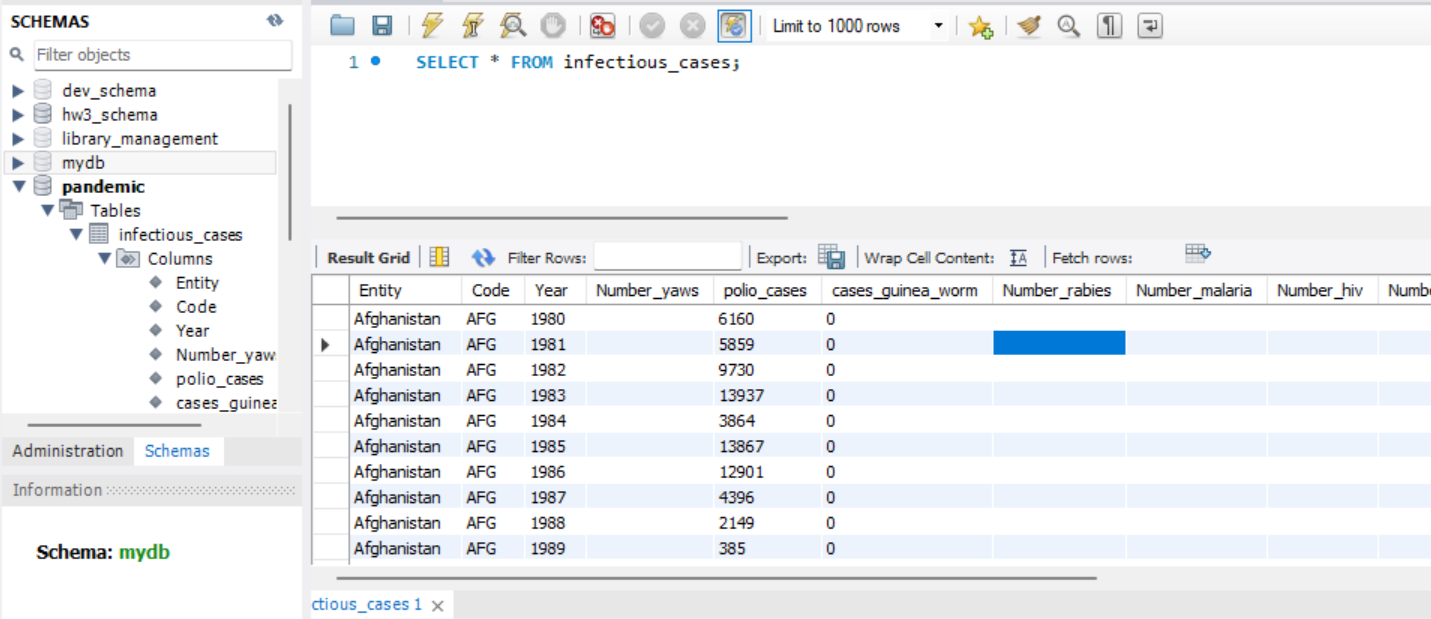 SCHEMAS
Filter objects
dev_schema
hw3_schema
library_management
mydb
pandemic
Tables
infectious_cases
Columns
Entity
Code
Year
Number_yaw
polio_cases
cases_guinea
Administration Schemas
Information
Schema: mydb
Limit to 1000 rows
1 SELECT * FROM infectious_cases;
Result Grid Filter Rows: Export: Wrap Cell Content: Fetch rows:
Entity Code Year Number_yaws polio_cases cases_guinea_worm Number_rabies Number_malaria Number_hiv Numbe
Afghanistan AFG 1980 6160 0
Afghanistan AFG 1981 5859 0
Afghanistan AFG 1982 9730 0
Afghanistan AFG 1983 13937 0
Afghanistan AFG 1984 3864 0
Afghanistan AFG 1985 13867 0
Afghanistan AFG 1986 12901 0
Afghanistan AFG 1987 4396 0
Afghanistan AFG 1988 2149 0
Afghanistan AFG 1989 385 0
ctious_cases 1